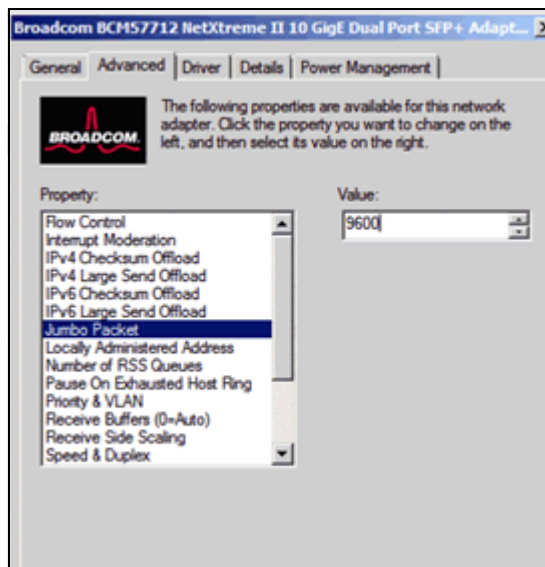 Broadcom BCM57712 NetXtreme II 10 GigE Dual Port SFP+ Adapt...
General Advanced Driver Details Power Management
BROADCOM.
The following properties are available for this network
adapter. Click the property you want to change on the
left, and then select its value on the right.
Property:
Value:
Flow Control
9600
Interrupt Moderation
IPv4 Checksum Offload
IPv4 Large Send Offload
IPv6 Checksum Offload
IPv6 Large Send Offload
Jumbo Packet
Locally Administered Address
Number of RSS Queues
Pause On Exhausted Host Ring
Priority & VLAN
Receive Buffers (0=Auto)
Receive Side Scaling
Speed & Duplex